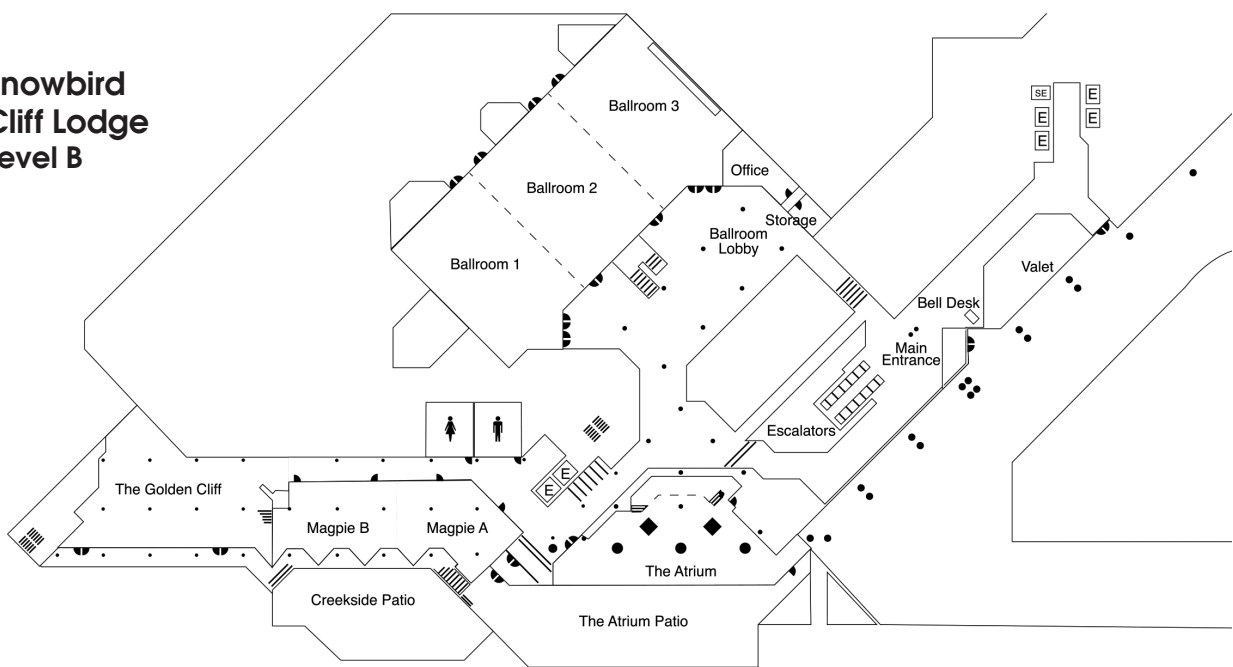 nowbird
Cliff Lodge
evel B
Ballroom 3
SE
E
E
E
E
Office
Ballroom 2
Storage
Ballroom
Lobby
Ballroom 1
Valet
Bell Desk
Main
Entrance
Escalators
E
E
The Golden Cliff
Magpie B
Magpie A
The Atrium
Creekside Patio
The Atrium Patio